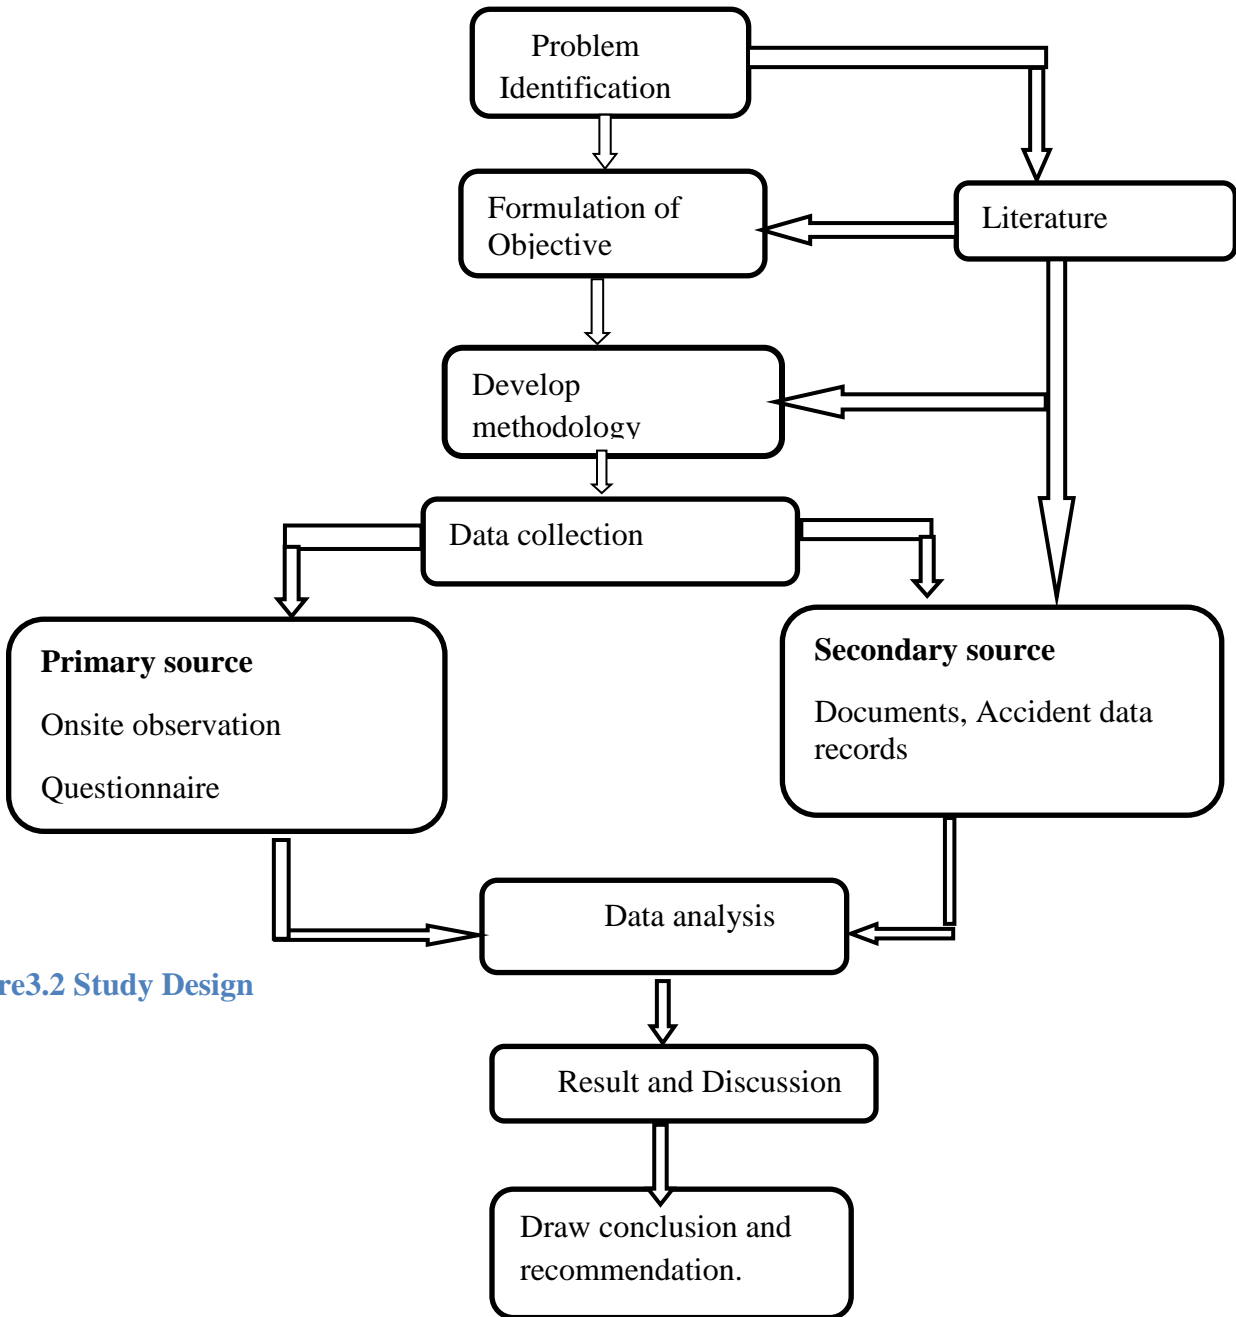 Problem
Identification
Formulation of
Objective
Literature
Develop
methodology
Data collection
Primary source
Onsite observation
Questionnaire
Secondary source
Documents, Accident data
records
Data analysis
re3.2 Study Design
Result and Discussion
Draw conclusion and
recommendation.